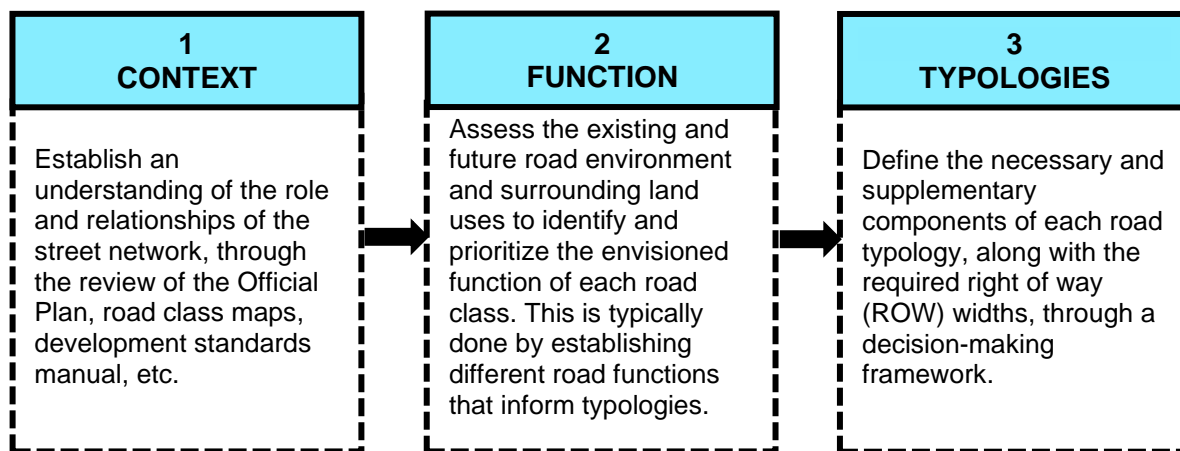 1
CONTEXT
Establish an
understanding of the role
and relationships of the
street network, through
the review of the Official
Plan, road class maps,
development standards
manual, etc.
2
FUNCTION
Assess the existing and
future road environment
and surrounding land
uses to identify and
prioritize the envisioned
function of each road
class. This is typically
done by establishing
different road functions
that inform typologies.
3
TYPOLOGIES
Define the necessary and
supplementary
components of each road
typology, along with the
required right of way
(ROW) widths, through a
decision-making
framework.